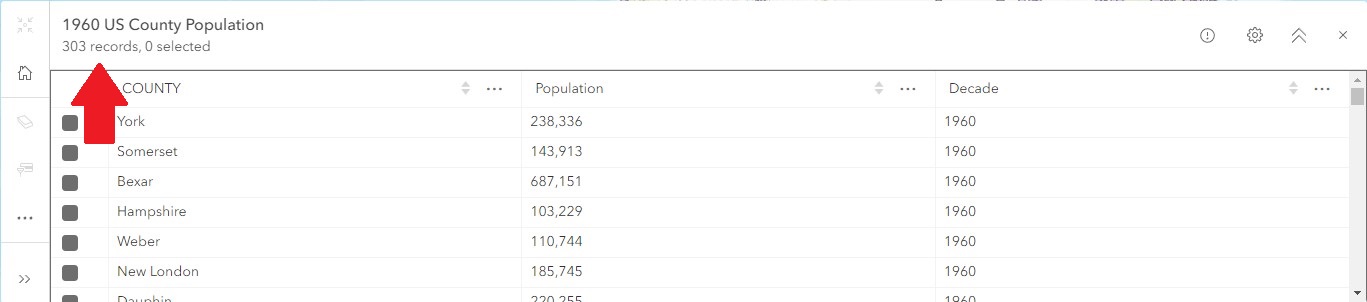 1960 US County Population
303 records, 0 selected
COUNTY Population Decade
York 238,336 1960
Somerset 143,913 1960
Bexar 687,151 1960
Hampshire 103,229 1960
Weber 110,744 1960
New London 185,745 1960
Dauphin 220,255 1960